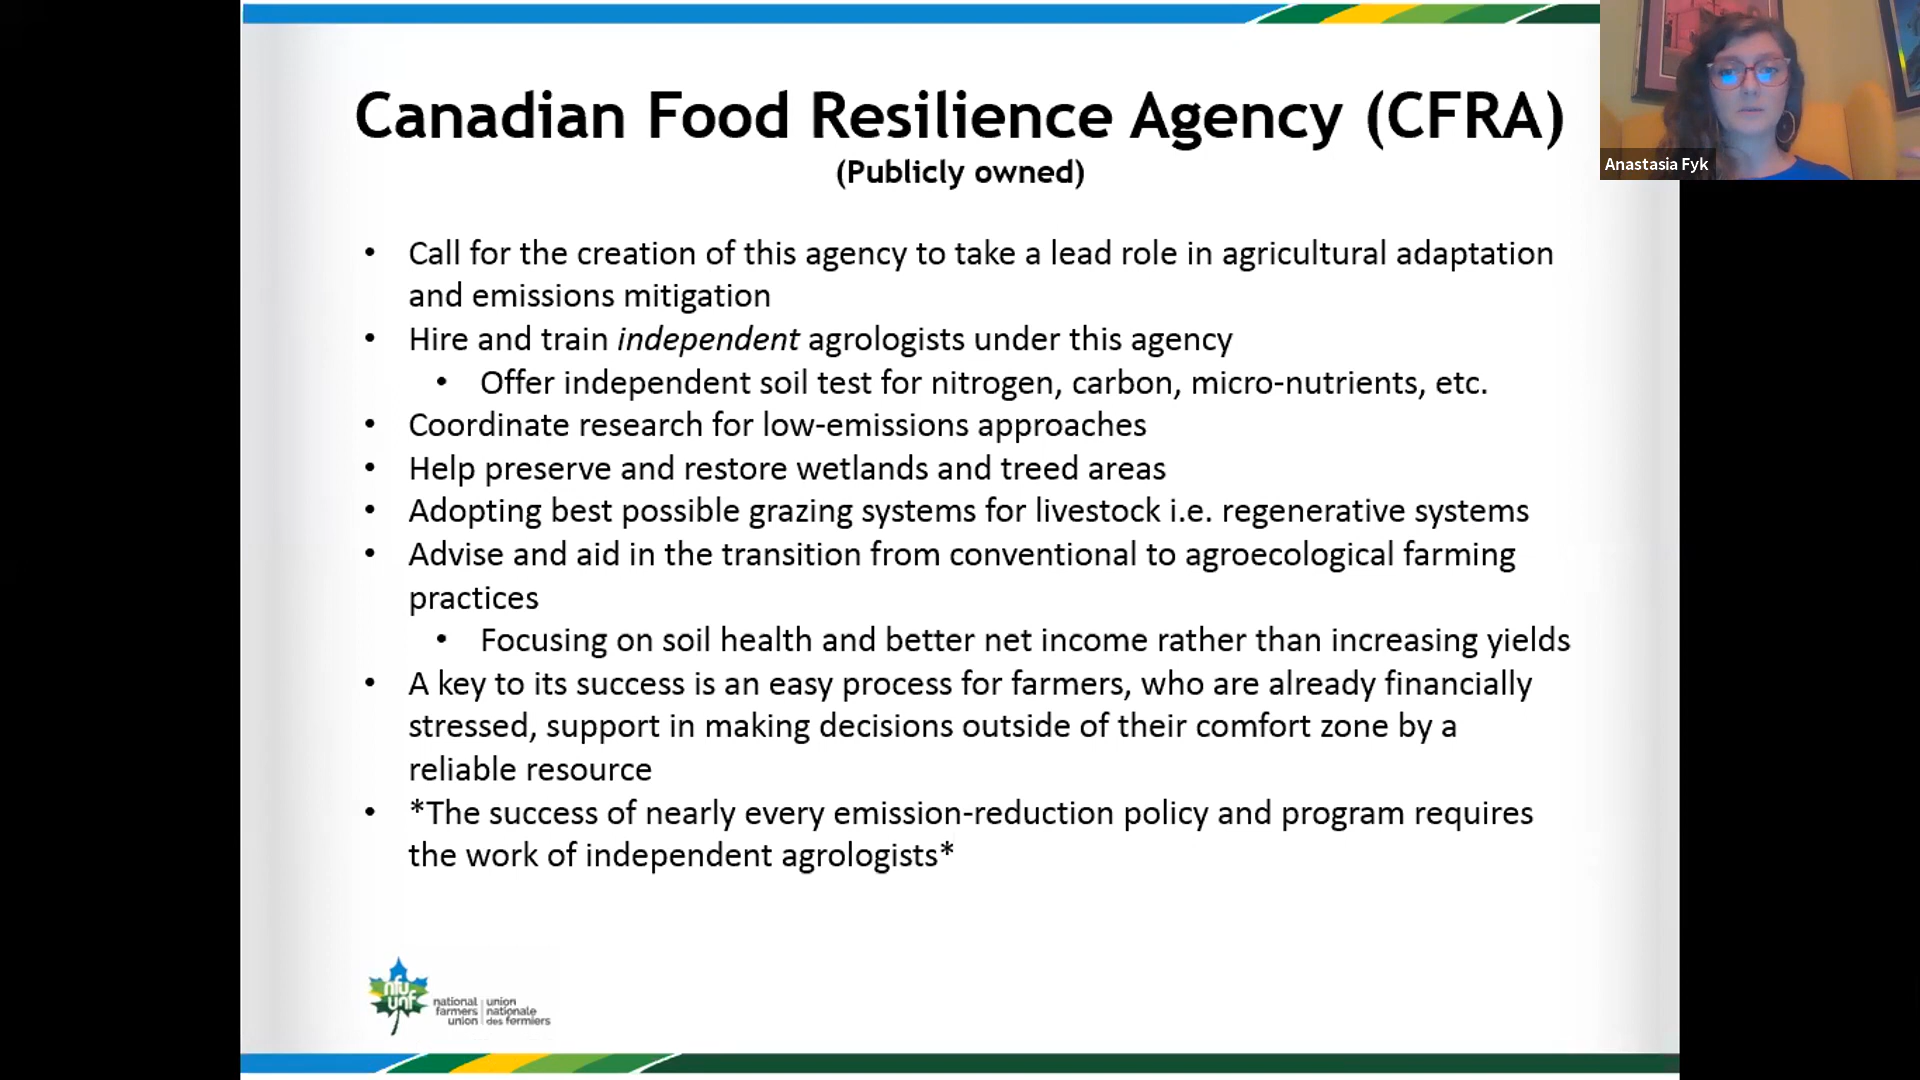 Canadian Food Resilience Agency (CFRA)
(Publicly owned)
Anastasia Fyk
• Call for the creation of this agency to take a lead role in agricultural adaptation
and emissions mitigation
• Hire and train independent agrologists under this agency
• Offer independent soil test for nitrogen, carbon, micro-nutrients, etc.
• Coordinate research for low-emissions approaches
• Help preserve and restore wetlands and treed areas
• Adopting best possible grazing systems for livestock i.e. regenerative systems
• Advise and aid in the transition from conventional to agroecological farming
practices
• Focusing on soil health and better net income rather than increasing yields
• A key to its success is an easy process for farmers, who are already financially
stressed, support in making decisions outside of their comfort zone by a
reliable resource
• *The success of nearly every emission-reduction policy and program requires
the work of independent agrologists*
nfu
unf
national
farmers
union
union
nationale
des fermiers